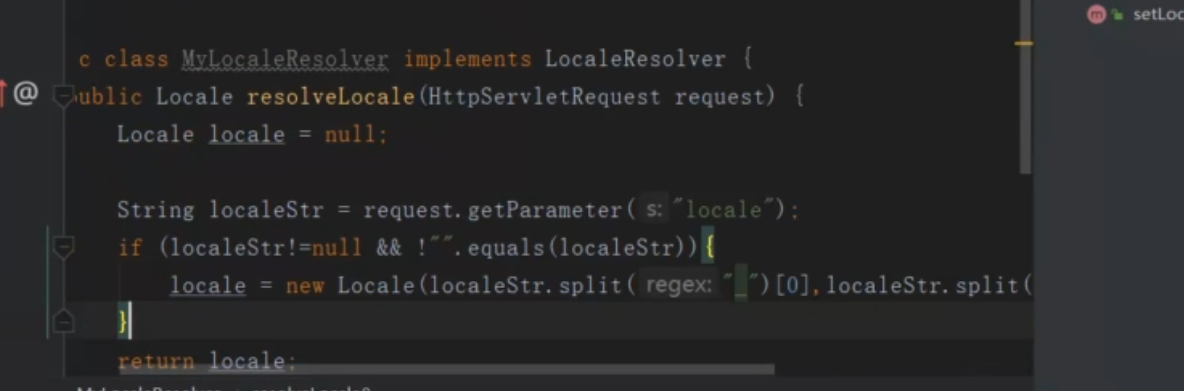 setLoc
c class MyLocaleResolver implements LocaleResolver {
@ public Locale resolveLocale(HttpServletRequest request) {
Locale locale = null;
String localeStr = request.getParameter( s: "locale");
if (localeStr!=null && !"".equals(localeStr)){
locale = new Locale(localeStr.split( regex: "_")[0],localeStr.split(
}
return locale;